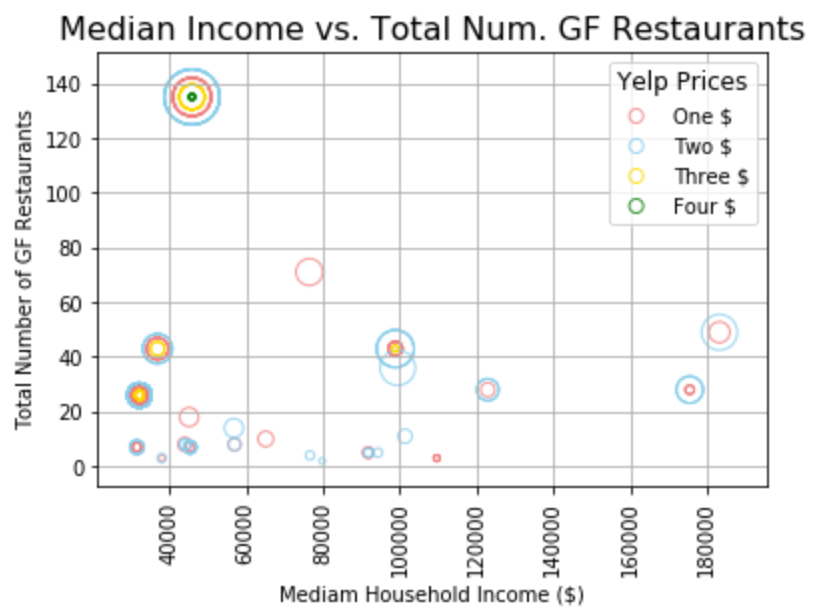 Median Income vs. Total Num. GF Restaurants
Total Number of GF Restaurants
140
120
100
80
60
40
20
0
Yelp Prices
One $
Two $
Three $
Four $
40000
60000
80000
100000
120000
140000
160000
180000
Mediam Household Income ($)